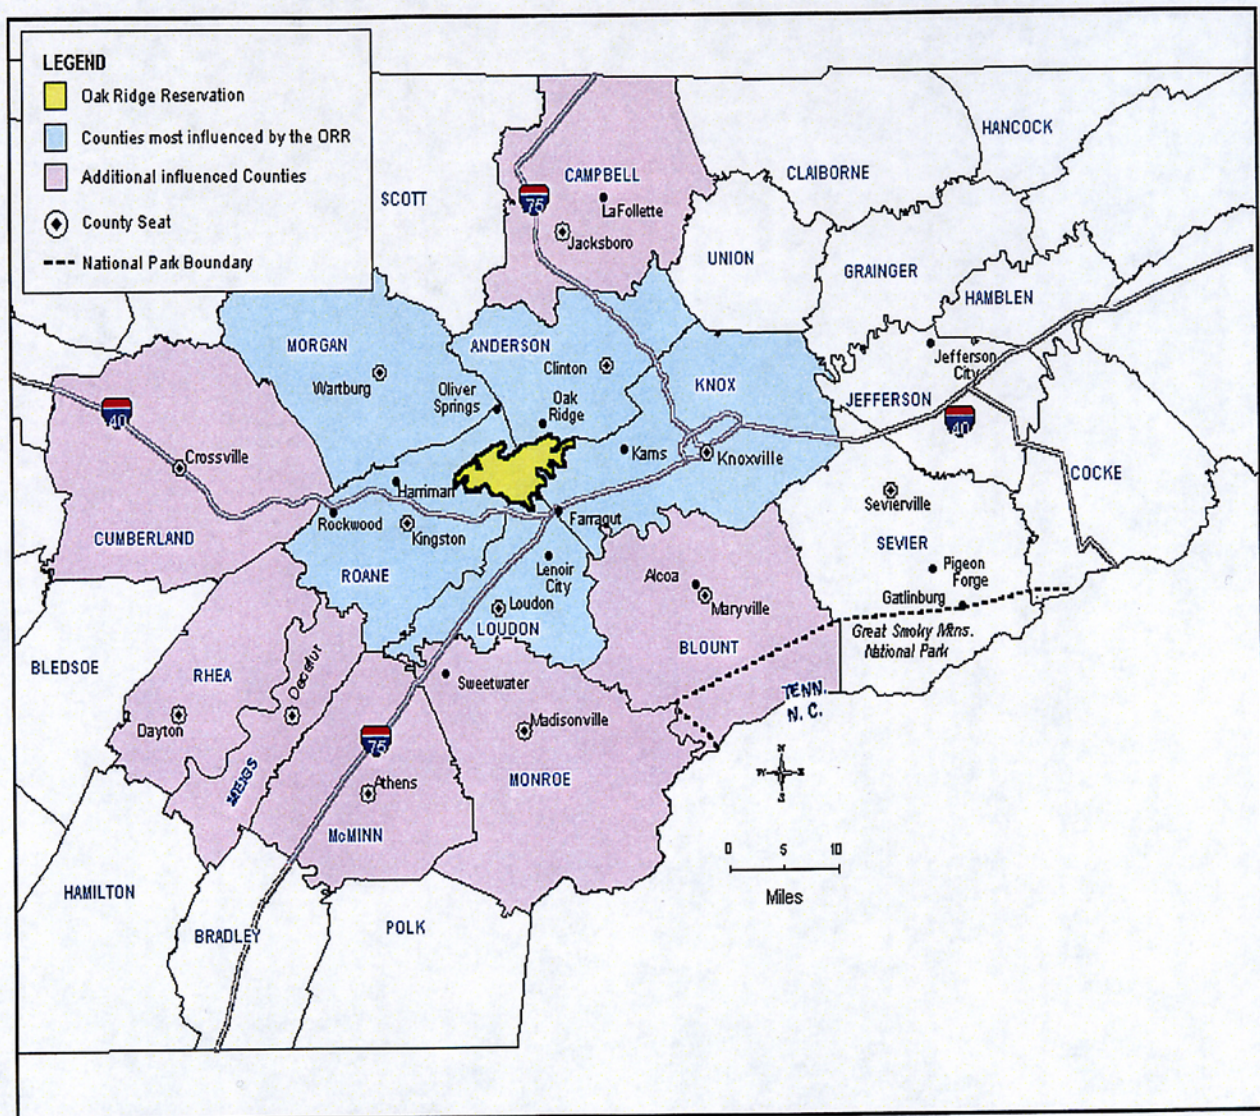 LEGEND
Oak Ridge Reservation
Counties most influenced by the ORR
Additional influenced Counties
County Seat
National Park Boundary
SCOTT
CAMPBELL
LaFollette
Jacksboro
75
CLAIBORNE
HANCOCK
UNION
GRAINGER
HAMBLEN
MORGAN
Wartburg
ANDERSON
Clinton
Oliver
Springs
Oak
Ridge
KNOX
Karns
Knoxville
Jefferson
City
JEFFERSON
40
COCKE
40
Crossville
CUMBERLAND
Harriman
Rockwood
Kingston
ROANE
Farragut
Lenoir
City
Loudon
LOUDON
Alcoa
Maryville
BLOUNT
Sevierville
SEVIER
Pigeon
Forge
Gatlinburg
Great Smoky Mtns.
National Park
BLEDSOE
RHEA
Dayton
Decatur
MEIGS
Sweetwater
Madisonville
MONROE
75
Athens
McMINN
TENN.
N. C.
N
W E
S
0 5 10
Miles
HAMILTON
BRADLEY
POLK